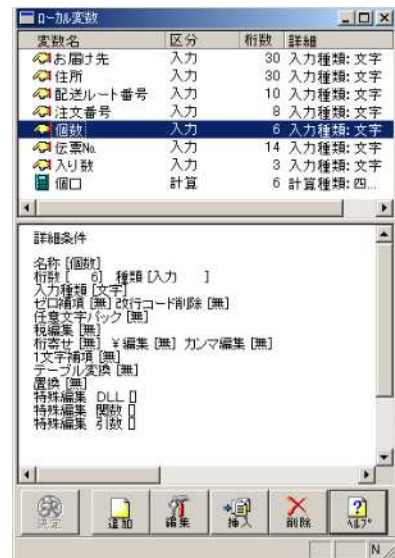 ローカル変数
変数名 区分 桁数 詳細
お届け先 入力 30 入力種類: 文字
住所 入力 30 入力種類: 文字
配送ルート番号 入力 10 入力種類: 文字
注文番号 入力 8 入力種類: 文字
個数 入力 6 入力種類: 文字
伝票No. 入力 14 入力種類: 文字
入り数 入力 3 入力種類: 文字
個口 計算 6 計算種類: 四...
詳細条件
名称 [個数]
桁数 [ 6] 種類 [入力 ]
入力種類 [文字]
ゼロ補項 [無] 改行コード削除 [無]
任意文字パック [無]
税編集 [無]
桁寄せ [無] ¥編集 [無] カンマ編集 [無]
1文字補項 [無]
テーブル変換 [無]
置換 [無]
特殊編集 DLL []
特殊編集 関数 []
特殊編集 引数 []
決定 追加 編集 挿入 削除 ヘルプ
N